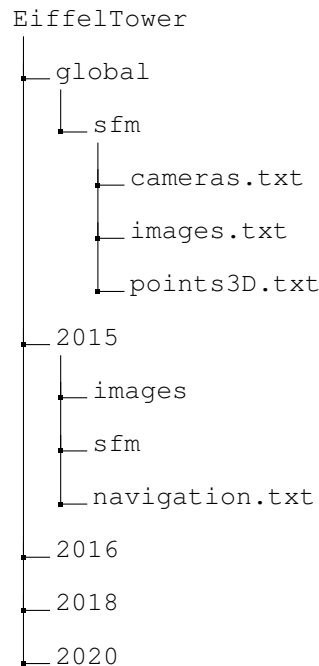 EiffelTower
global
sfm
cameras.txt
images.txt
points3D.txt
2015
images
sfm
navigation.txt
2016
2018
2020